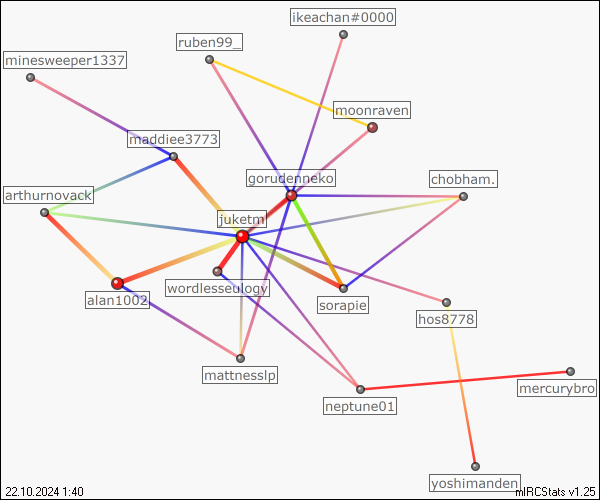 ikeachan#0000
ruben99_
minesweeper1337
moonraven
maddiee3773
gorudenneko
chobham.
arthurnovack
juketm
wordlesseulogy
alan1002
sorapie
hos8778
mattnesslp
mercurybro
neptune01
yoshimanden
22.10.2024 1:40
mIRCStats v1.25